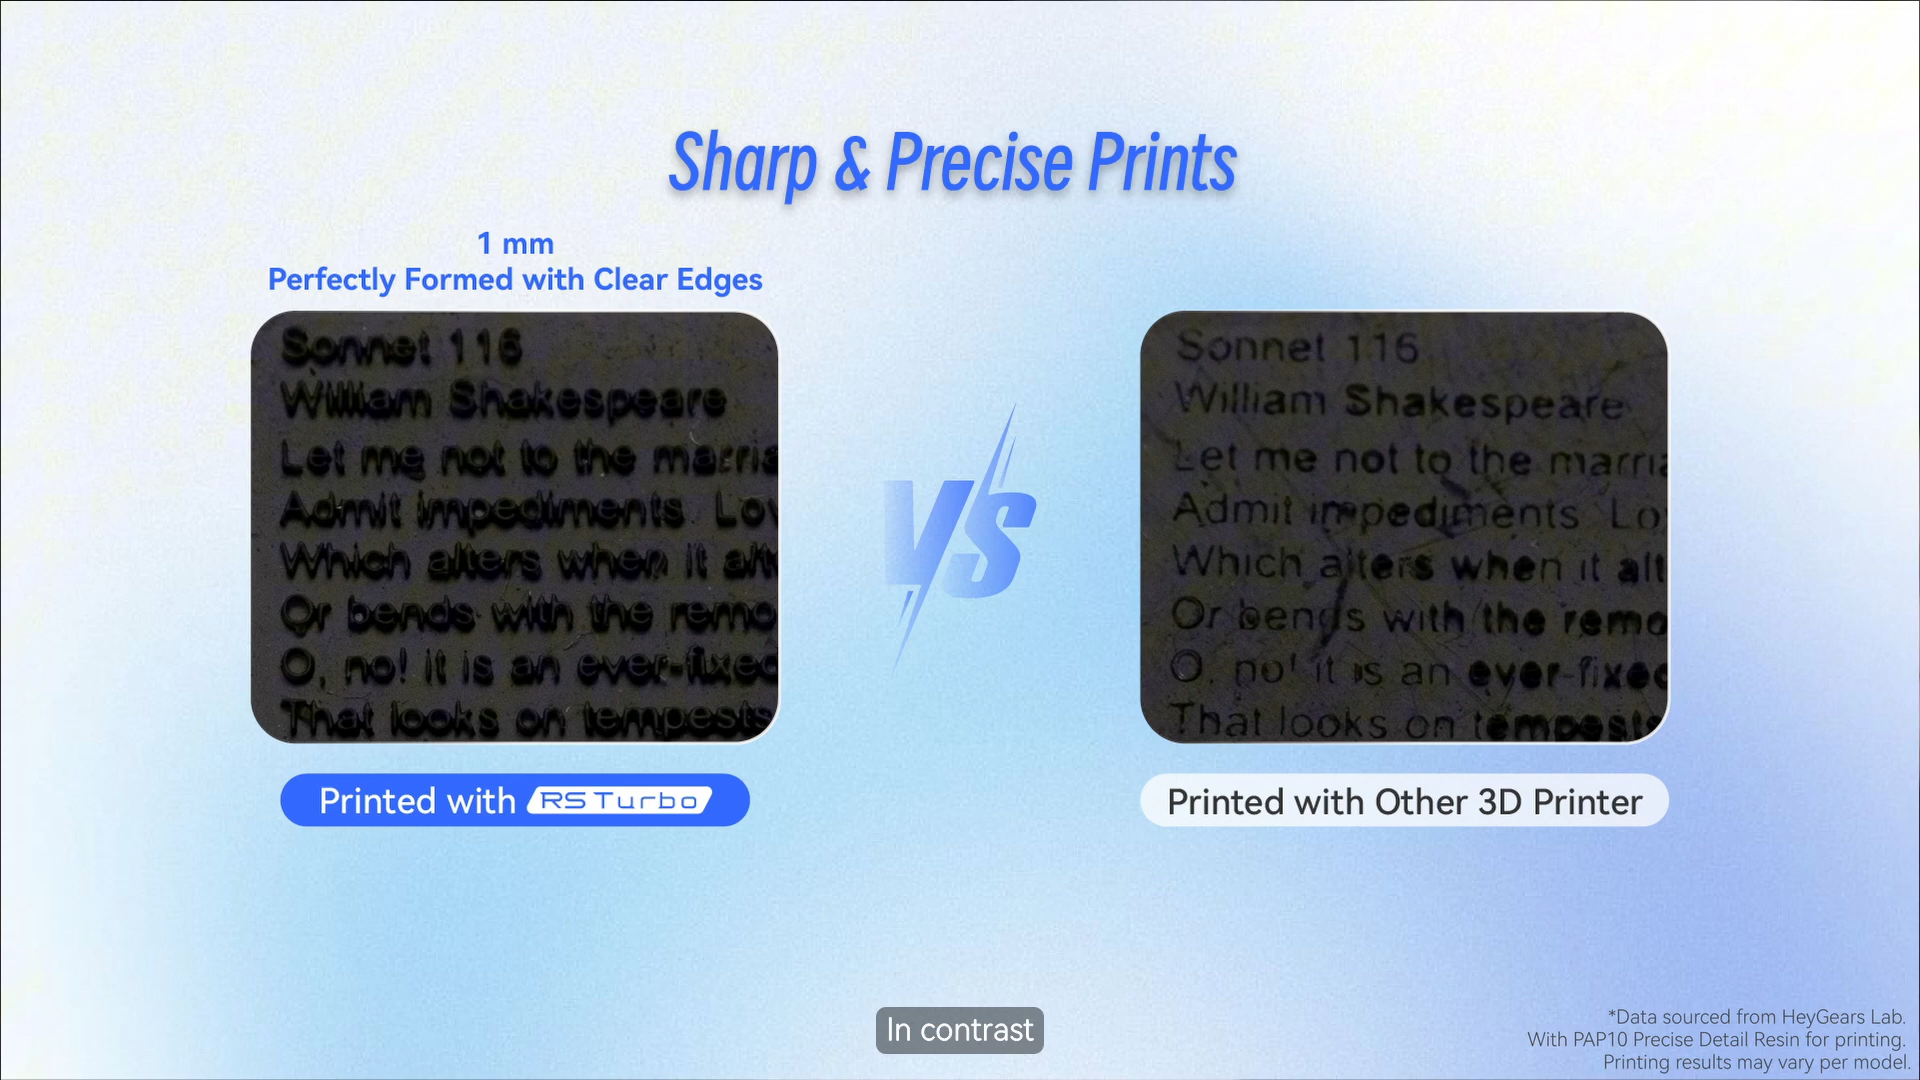 Sharp & Precise Prints
1 mm
Perfectly Formed with Clear Edges
Sonnet 116
William Shakespeare
Let me not to the marria
Admit impediments Lov
Which alters when it alt
Or bends with the remo
O, no! it is an ever-fixed
That looks on tempests
Printed with RS Turbo
VS
Sonnet 116
William Shakespeare
Let me not to the marria
Admit impediments Lo
Which alters when it alt
Or bends with the remo
O. no! it is an ever-fixed
That looks on tempests
Printed with Other 3D Printer
In contrast
*Data sourced from HeyGears Lab.
With PAP10 Precise Detail Resin for printing.
Printing results may vary per model.